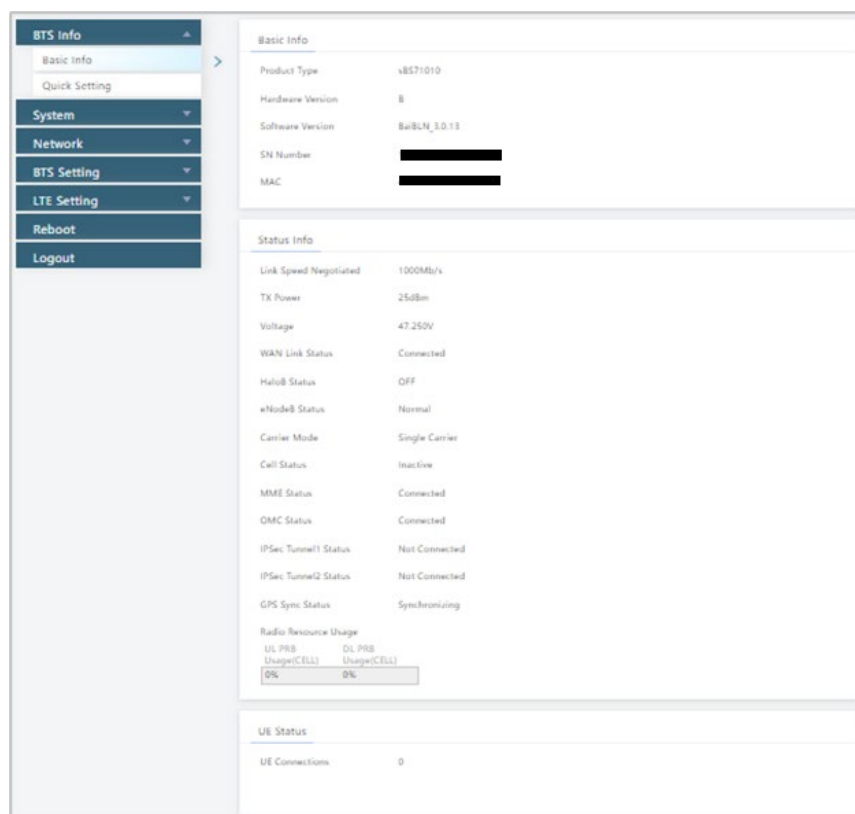 BTS Info
Basic Info
Quick Setting
System
Network
BTS Setting
LTE Setting
Reboot
Logout
Basic Info
Product Type vBS71010
Hardware Version B
Software Version BaiBLN_3.0.13
SN Number
MAC
Status Info
Link Speed Negotiated 1000Mb/s
TX Power 25dBm
Voltage 47.250V
WAN Link Status Connected
HaloB Status OFF
eNodeB Status Normal
Carrier Mode Single Carrier
Cell Status Inactive
MME Status Connected
OMC Status Connected
IPSec Tunnel1 Status Not Connected
IPSec Tunnel2 Status Not Connected
GPS Sync Status Synchronizing
Radio Resource Usage
UL PRB DL PRB
Usage(CELL) Usage(CELL)
0% 0%
UE Status
UE Connections 0